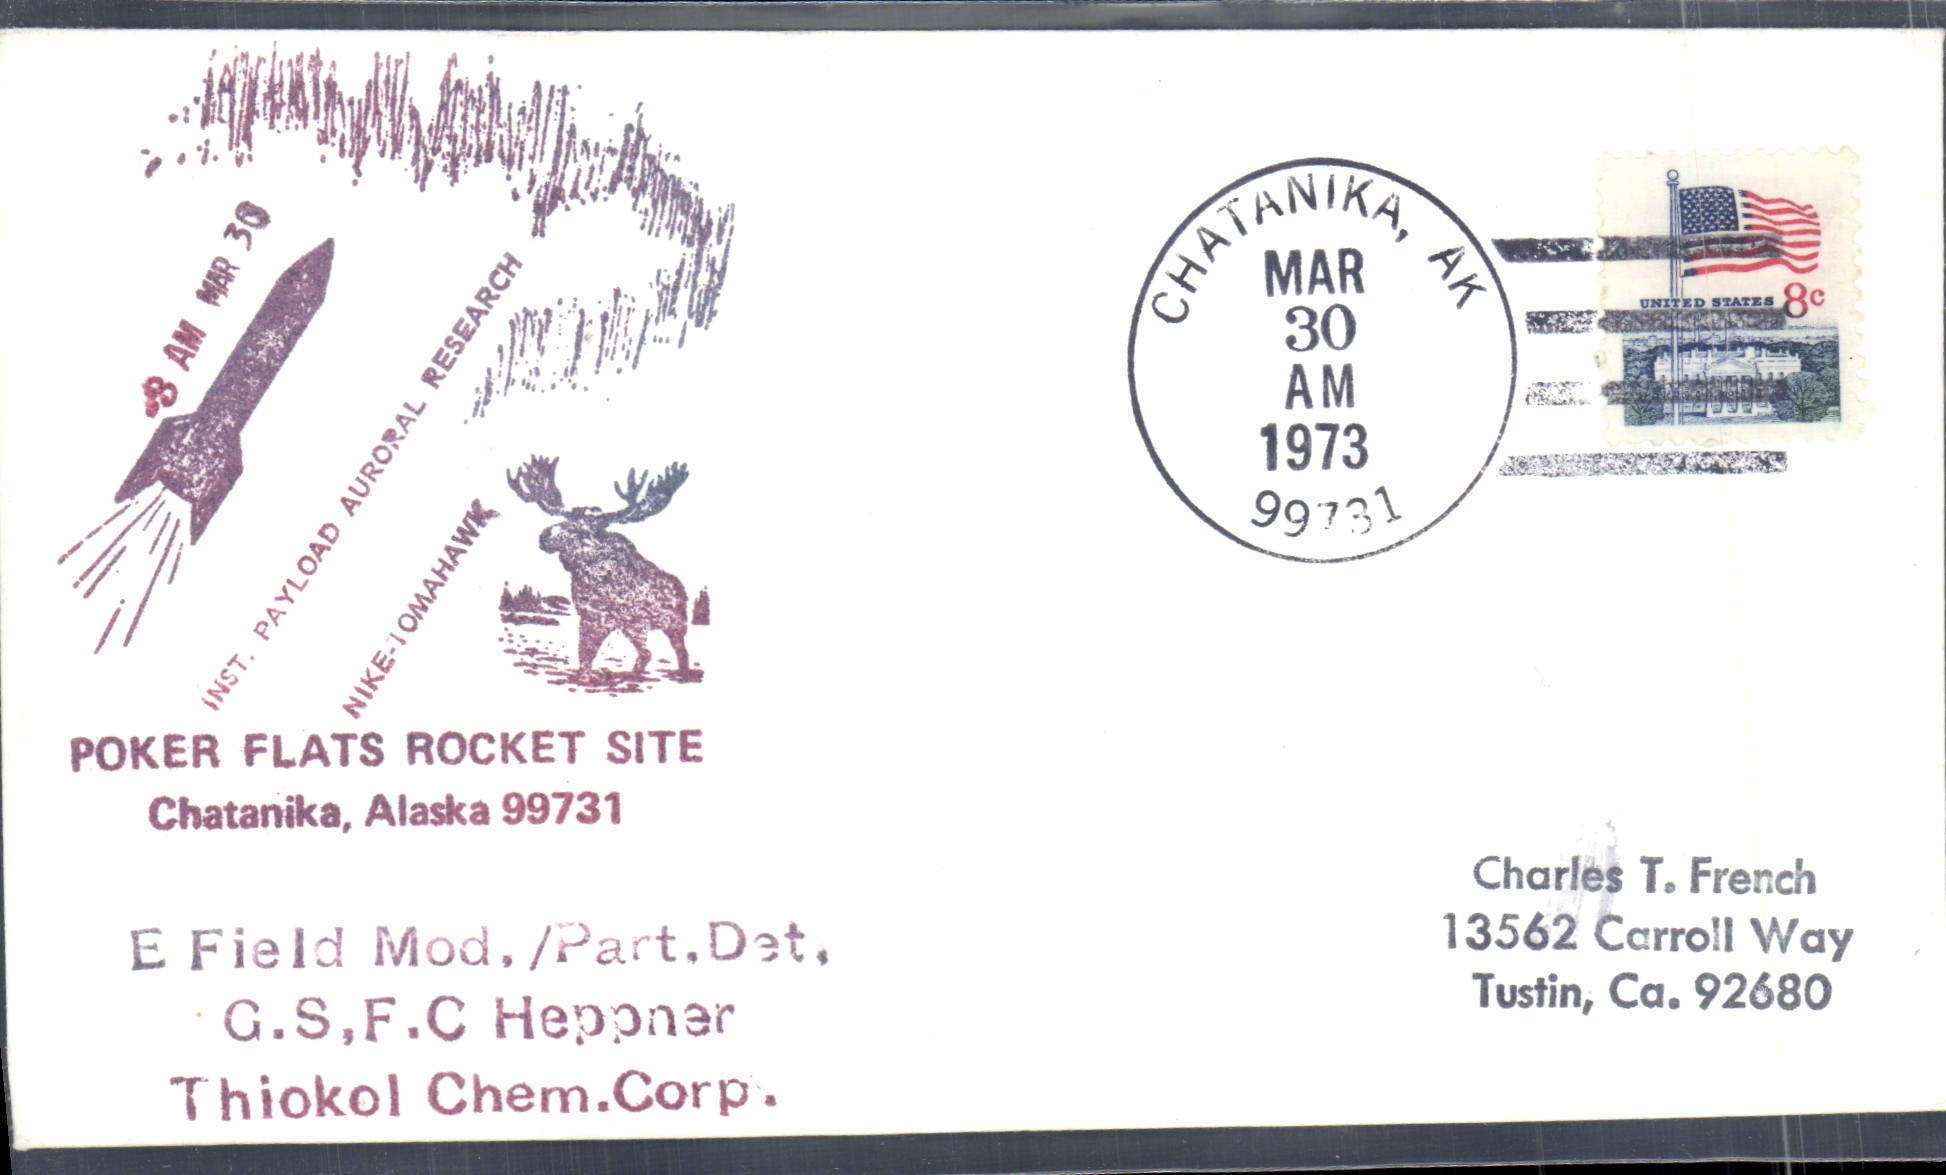 8 AM MAR 30
INST. PAYLOAD AURORAL RESEARCH
NIKE-TOMAHAWK
POKER FLATS ROCKET SITE
Chatanika, Alaska 99731
E Field Mod./Part.Det.
G.S,F.C Heppner
Thiokol Chem.Corp.
CHATANIKA, AK
MAR
30
AM
1973
99731
UNITED STATES 8c
Charles T. French
13562 Carroll Way
Tustin, Ca. 92680